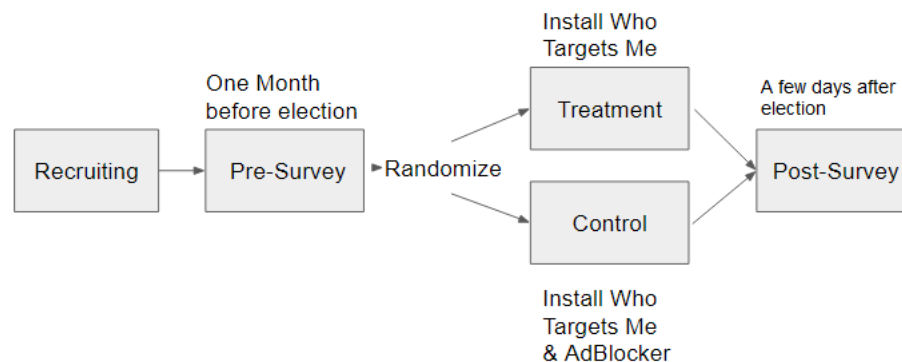 Recruiting
One Month
before election
Pre-Survey
Randomize
Install Who
Targets Me
Treatment
Control
Install Who
Targets Me
& AdBlocker
A few days after
election
Post-Survey